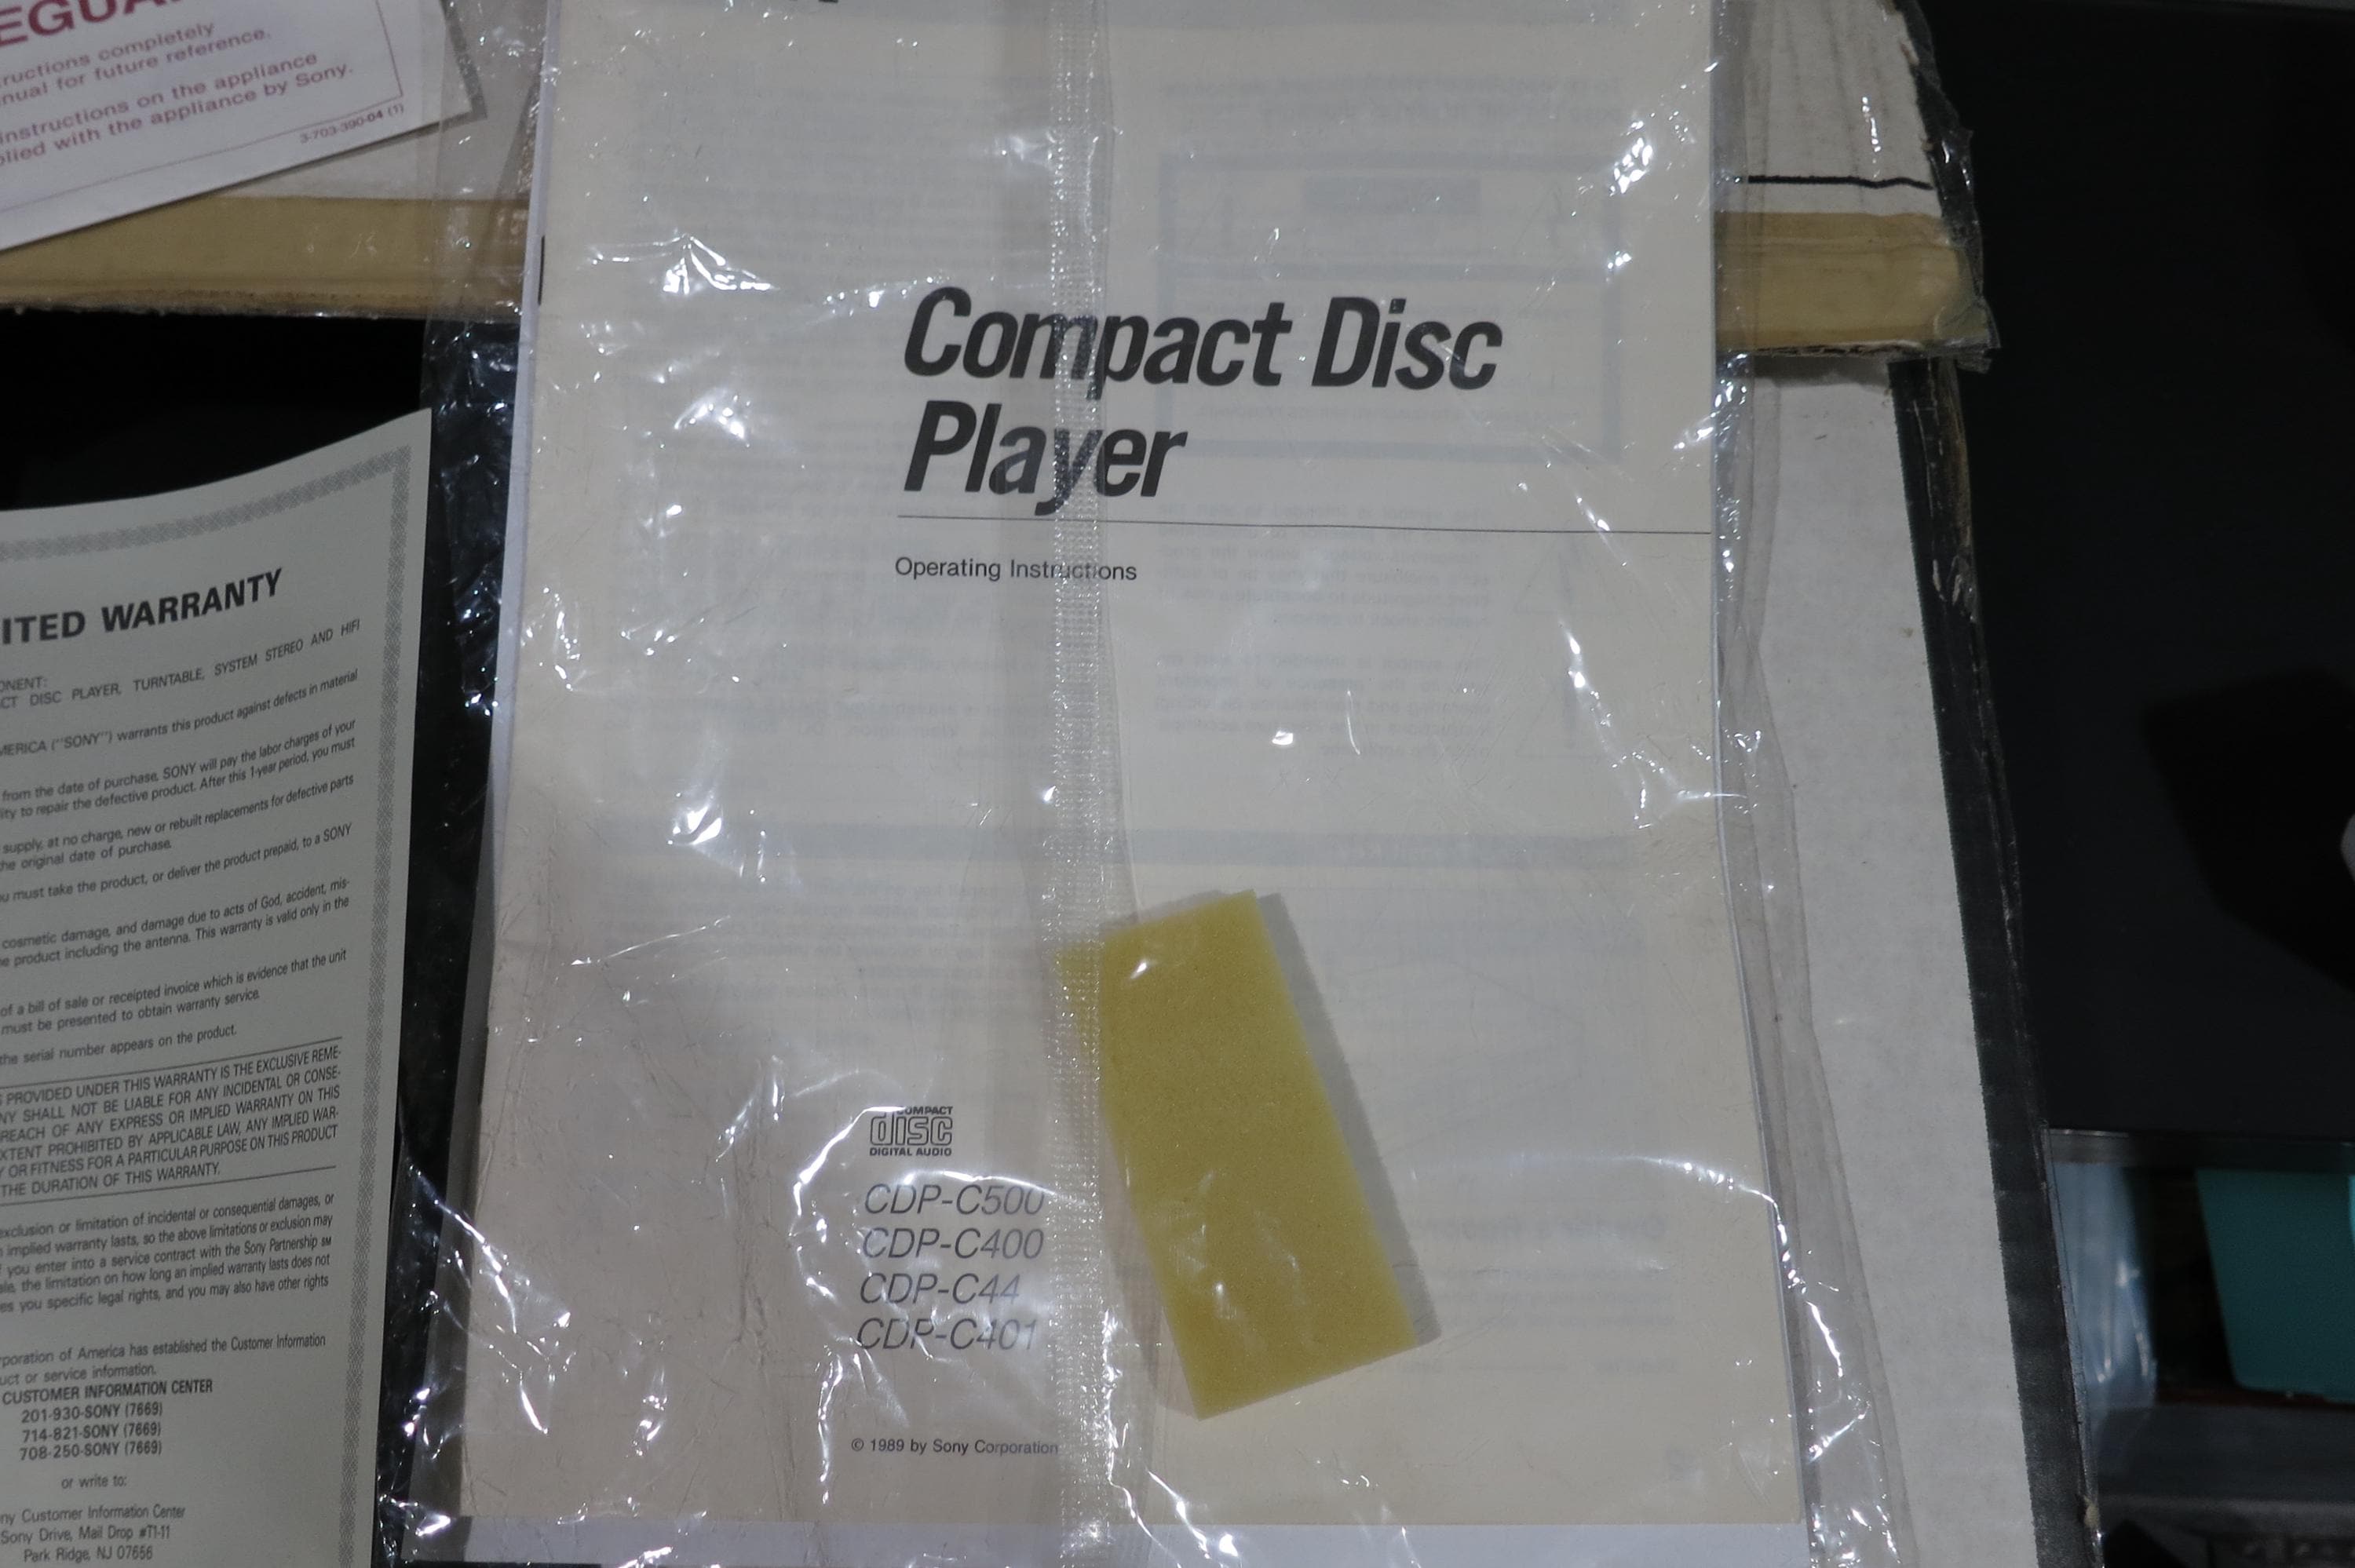 EGUA
ructions completely
nual for future reference.
instructions on the appliance
plied with the appliance by Sony.
3-703-390-04 (1)
Compact Disc
Player
Operating Instructions
COMPACT
disc
DIGITAL AUDIO
CDP-C500
CDP-C400
CDP-C44
CDP-C401
© 1989 by Sony Corporation
ITED WARRANTY
ONENT:
CT DISC PLAYER, TURNTABLE, SYSTEM STEREO AND HIFI
MERICA ("SONY") warrants this product against defects in material
from the date of purchase, SONY will pay the labor charges of your
ity to repair the defective product. After this 1-year period, you must
supply, at no charge, new or rebuilt replacements for defective parts
he original date of purchase.
u must take the product, or deliver the product prepaid, to a SONY
cosmetic damage, and damage due to acts of God, accident, mis-
e product including the antenna. This warranty is valid only in the
of a bill of sale or receipted invoice which is evidence that the unit
must be presented to obtain warranty service.
the serial number appears on the product.
S PROVIDED UNDER THIS WARRANTY IS THE EXCLUSIVE REME-
NY SHALL NOT BE LIABLE FOR ANY INCIDENTAL OR CONSE-
REACH OF ANY EXPRESS OR IMPLIED WARRANTY ON THIS
XTENT PROHIBITED BY APPLICABLE LAW, ANY IMPLIED WAR-
Y OR FITNESS FOR A PARTICULAR PURPOSE ON THIS PRODUCT
THE DURATION OF THIS WARRANTY.
exclusion or limitation of incidental or consequential damages, or
implied warranty lasts, so the above limitations or exclusion may
you enter into a service contract with the Sony Partnership SM
ale, the limitation on how long an implied warranty lasts does not
es you specific legal rights, and you may also have other rights
rporation of America has established the Customer Information
uct or service information.
CUSTOMER INFORMATION CENTER
201-930-SONY (7669)
714-821-SONY (7669)
708-250-SONY (7669)
or write to:
ny Customer Information Center
Sony Drive, Mail Drop #T1-11
Park Ridge, NJ 07656